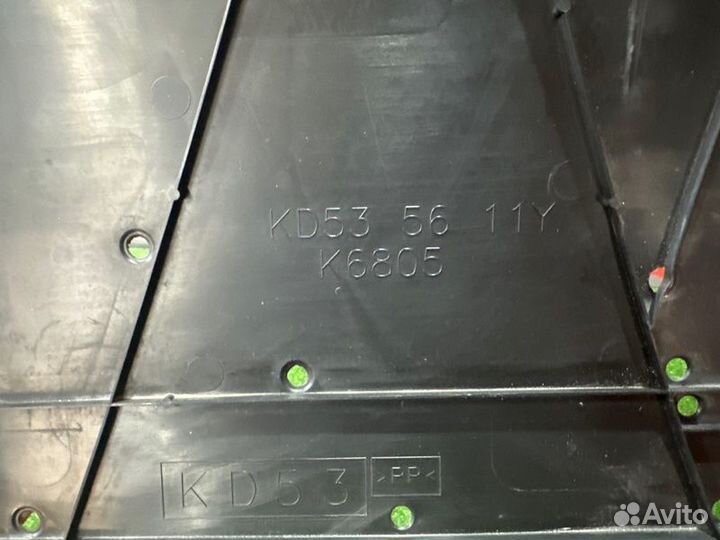 KD53 56 11Y.
K6805
KD53
>PP<
Avito